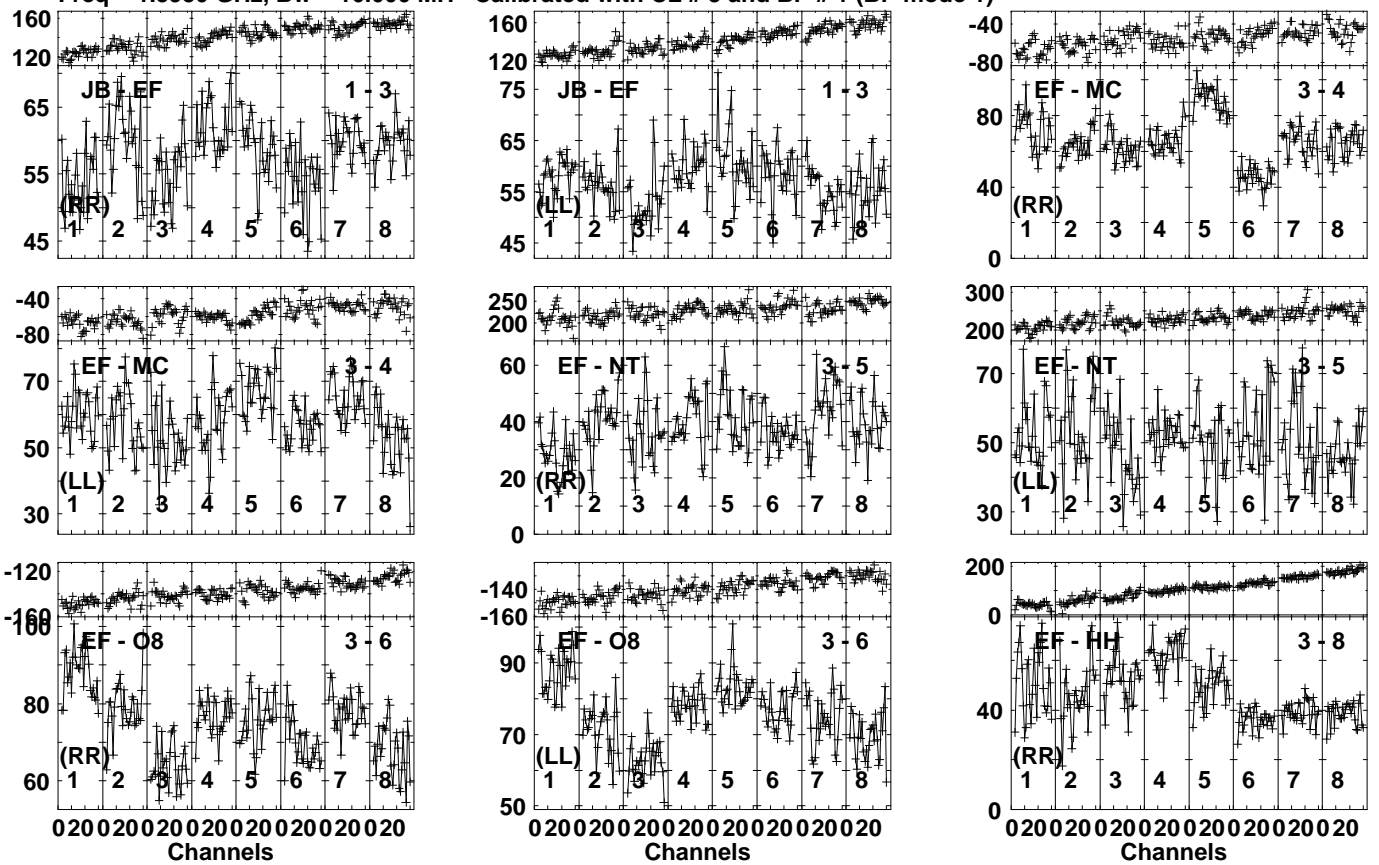 160
120
JB - EF 1 - 3
65
55
45
(RR)
1 2 3 4 5 6 7 8
160
120
JB - EF 1 - 3
75
65
55
45
(LL)
1 2 3 4 5 6 7 8
-40
-80
EF - MC 3 - 4
80
40
0
(RR)
1 2 3 4 5 6 7 8
-40
-80
EF - MC 3 - 4
70
50
30
(LL)
1 2 3 4 5 6 7 8
250
200
EF - NT 3 - 5
60
40
20
0
(RR)
1 2 3 4 5 6 7 8
300
200
EF - NT 3 - 5
70
50
30
(LL)
1 2 3 4 5 6 7 8
-120
-160
EF - O8 3 - 6
100
80
60
(RR)
1 2 3 4 5 6 7 8
-140
-160
EF - O8 3 - 6
90
70
50
(LL)
1 2 3 4 5 6 7 8
200
0
EF - HH 3 - 8
40
0
(RR)
1 2 3 4 5 6 7 8
0 20 0 20 0 20 0 20 0 20 0 20 0 20 0 20
0 20 0 20 0 20 0 20 0 20 0 20 0 20 0 20
0 20 0 20 0 20 0 20 0 20 0 20 0 20 0 20
Channels
Channels
Channels